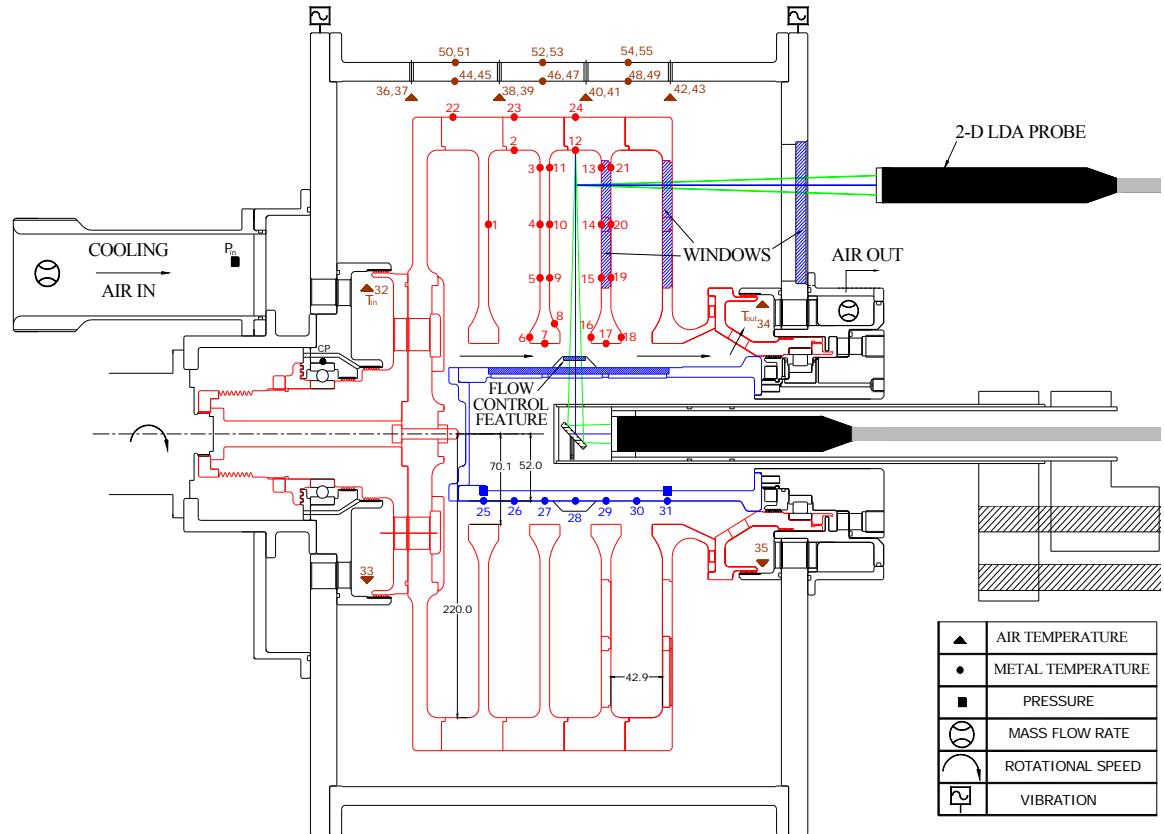 50,51
52,53
54,55
44,45
46,47
48,49
36,37
38,39
40,41
42,43
22
23
24
2
12
3
11
13
21
2-D LDA PROBE
1
4
10
14
20
COOLING
AIR IN
Pin
WINDOWS
AIR OUT
5
9
15
19
32
Tin
8
Tout
34
6
7
16
17
18
CP
FLOW
CONTROL
FEATURE
70.1
52.0
25
26
27
28
29
30
31
33
35
220.0
42.9
AIR TEMPERATURE
METAL TEMPERATURE
PRESSURE
MASS FLOW RATE
ROTATIONAL SPEED
VIBRATION